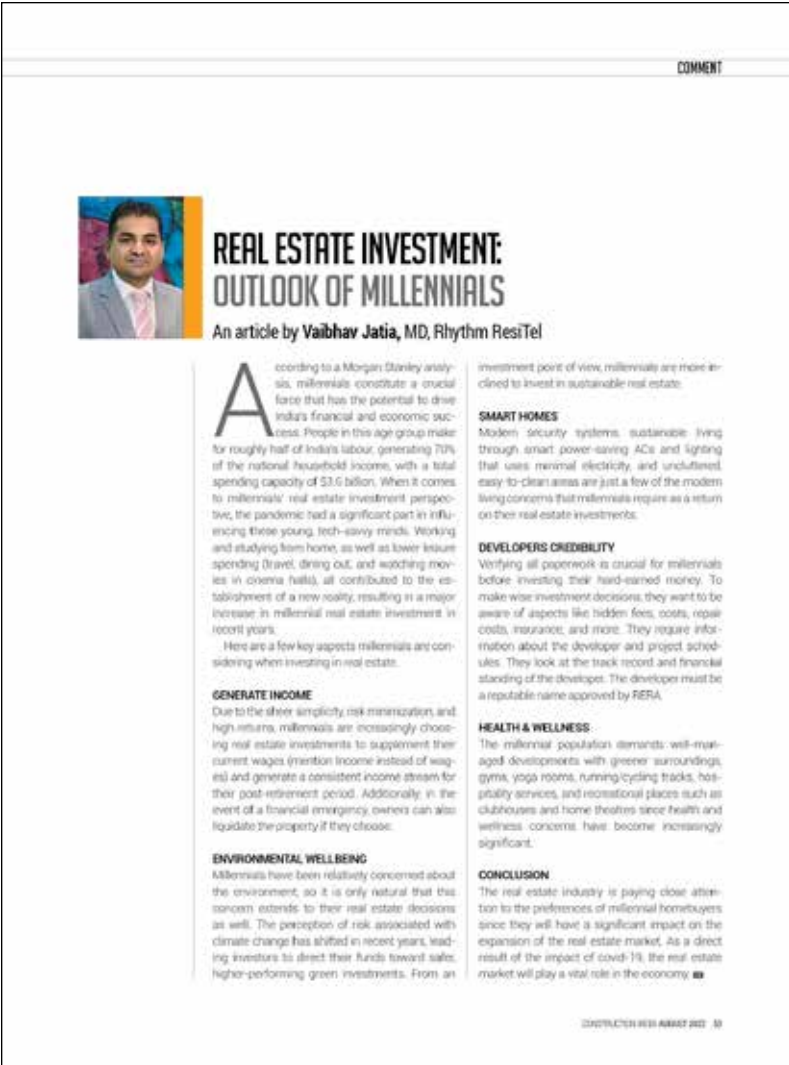 COMMENT
REAL ESTATE INVESTMENT:
OUTLOOK OF MILLENNIALS
An article by Vaibhav Jatia, MD, Rhythm ResiTel
According to a Morgan Stanley analy-
sis, millennials constitute a crucial
force that has the potential to drive
India's financial and economic suc-
cess. People in this age group make
for roughly half of India's labour, generating 70%
of the national household income, with a total
spending capacity of $3.6 billion. When it comes
to millennials' real estate investment perspec-
tive, the pandemic had a significant part in influ-
encing these young, tech-savvy minds. Working
and studying from home, as well as lower leisure
spending (travel, dining out, and watching mov-
ies in cinema halls), all contributed to the es-
tablishment of a new reality, resulting in a major
increase in millennial real estate investment in
recent years.
Here are a few key aspects millennials are con-
sidering when investing in real estate.
GENERATE INCOME
Due to the sheer simplicity, risk minimization, and
high returns, millennials are increasingly choos-
ing real estate investments to supplement their
current wages (mention Income instead of wag-
es) and generate a consistent income stream for
their post-retirement period. Additionally, in the
event of a financial emergency, owners can also
liquidate the property if they choose.
ENVIRONMENTAL WELLBEING
Millennials have been relatively concerned about
the environment, so it is only natural that this
concern extends to their real estate decisions
as well. The perception of risk associated with
climate change has shifted in recent years, lead-
ing investors to direct their funds toward safer,
higher-performing green investments. From an
investment point of view, millennials are more in-
clined to invest in sustainable real estate.
SMART HOMES
Modern security systems, sustainable living
through smart power-saving ACs and lighting
that uses minimal electricity, and uncluttered,
easy-to-clean areas are just a few of the modern
living concerns that millennials require as a return
on their real estate investments.
DEVELOPERS CREDIBILITY
Verifying all paperwork is crucial for millennials
before investing their hard-earned money. To
make wise investment decisions, they want to be
aware of aspects like hidden fees, costs, repair
costs, insurance, and more. They require infor-
mation about the developer and project sched-
ules. They look at the track record and financial
standing of the developer. The developer must be
a reputable name approved by RERA.
HEALTH & WELLNESS
The millennial population demands well-man-
aged developments with greener surroundings,
gyms, yoga rooms, running/cycling tracks, hos-
pitality services, and recreational places such as
clubhouses and home theatres since health and
wellness concerns have become increasingly
significant.
CONCLUSION
The real estate industry is paying close atten-
tion to the preferences of millennial homebuyers
since they will have a significant impact on the
expansion of the real estate market. As a direct
result of the impact of covid-19, the real estate
market will play a vital role in the economy.
CONSTRUCTION WEEK AUGUST 2022